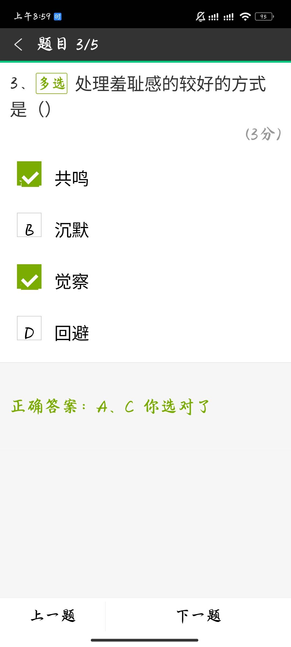 上午8:59
93
题目 3/5
3、多选 处理羞耻感的较好的方式
是（）
(3分)
共鸣
B 沉默
觉察
D 回避
正确答案：A、C 你选对了
上一题 下一题